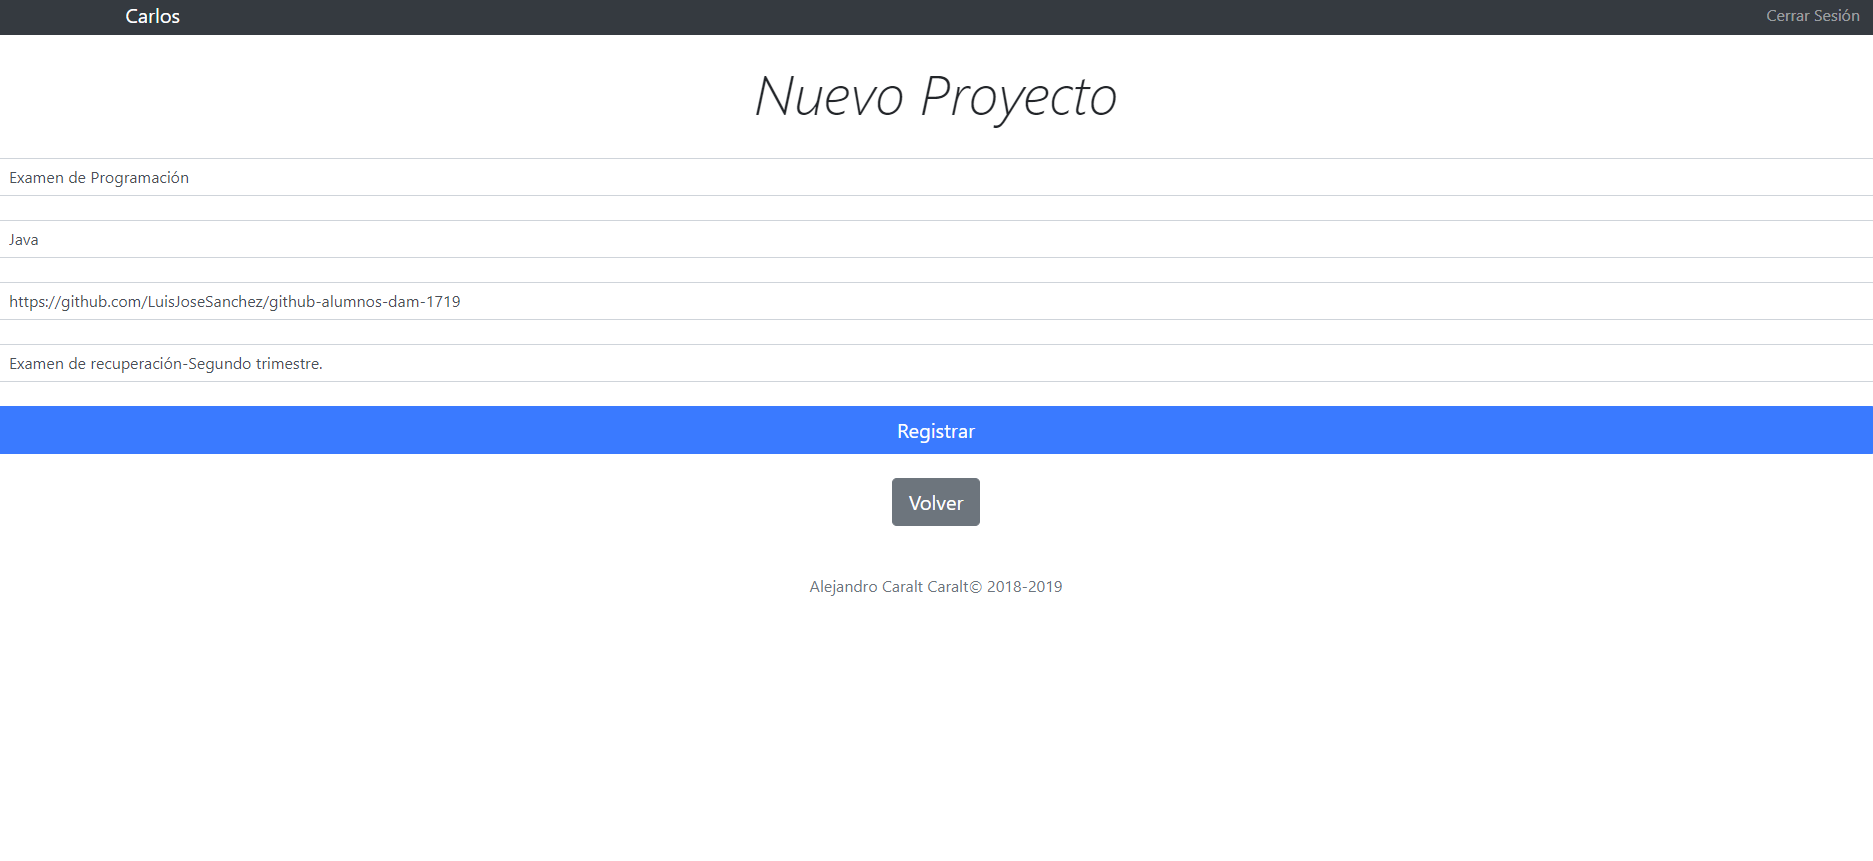 Carlos
Cerrar Sesión
Nuevo Proyecto
Examen de Programación
Java
https://github.com/LuisJoseSanchez/github-alumnos-dam-1719
Examen de recuperación-Segundo trimestre.
Registrar
Volver
Alejandro Caralt Caralt© 2018-2019